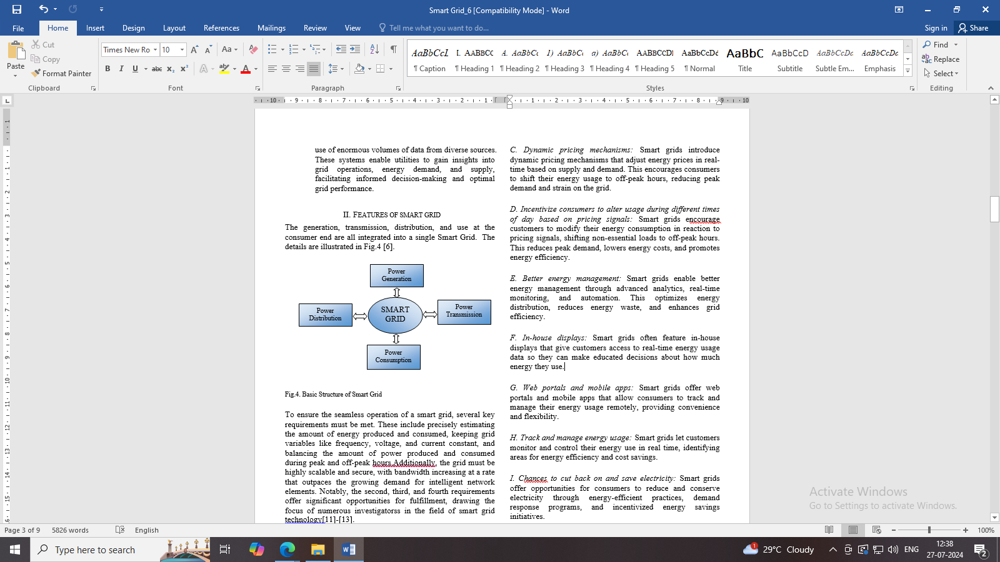 Smart Grid_6 [Compatibility Mode] - Word
File Home Insert Design Layout References Mailings Review View Tell me what you want to do... Sign in Share
Paste
Cut
Copy
Format Painter
Clipboard
Times New Ro 10
Font
Paragraph
AaBbCcL I. AABBCC A. AaBbCc 1) AaBbCc a) AaBbCc AABBCCDI AaBbCcDd AaBbC AaBbCcD AaBbCcDc AaBbCcDa
¶ Caption ¶ Heading 1 ¶ Heading 2 ¶ Heading 3 ¶ Heading 4 ¶ Heading 5 ¶ Normal Title Subtitle Subtle Em... Emphasis
Styles
Find
Replace
Select
Editing
use of enormous volumes of data from diverse sources.
These systems enable utilities to gain insights into
grid operations, energy demand, and supply,
facilitating informed decision-making and optimal
grid performance.
II. FEATURES OF SMART GRID
The generation, transmission, distribution, and use at the
consumer end are all integrated into a single Smart Grid. The
details are illustrated in Fig.4 [6].
Power
Generation
Power
Distribution
SMART
GRID
Power
Transmission
Power
Consumption
Fig.4. Basic Structure of Smart Grid
To ensure the seamless operation of a smart grid, several key
requirements must be met. These include precisely estimating
the amount of energy produced and consumed, keeping grid
variables like frequency, voltage, and current constant, and
balancing the amount of power produced and consumed
during peak and off-peak hours.Additionally, the grid must be
highly scalable and secure, with bandwidth increasing at a rate
that outpaces the growing demand for intelligent network
elements. Notably, the second, third, and fourth requirements
offer significant opportunities for fulfillment, drawing the
focus of numerous investigatorss in the field of smart grid
technology[11]-[13].
C. Dynamic pricing mechanisms: Smart grids introduce
dynamic pricing mechanisms that adjust energy prices in real-
time based on supply and demand. This encourages consumers
to shift their energy usage to off-peak hours, reducing peak
demand and strain on the grid.
D. Incentivize consumers to alter usage during different times
of day based on pricing signals: Smart grids encourage
customers to modify their energy consumption in reaction to
pricing signals, shifting non-essential loads to off-peak hours.
This reduces peak demand, lowers energy costs, and promotes
energy efficiency.
E. Better energy management: Smart grids enable better
energy management through advanced analytics, real-time
monitoring, and automation. This optimizes energy
distribution, reduces energy waste, and enhances grid
efficiency.
F. In-house displays: Smart grids often feature in-house
displays that give customers access to real-time energy usage
data so they can make educated decisions about how much
energy they use.
G. Web portals and mobile apps: Smart grids offer web
portals and mobile apps that allow consumers to track and
manage their energy usage remotely, providing convenience
and flexibility.
H. Track and manage energy usage: Smart grids let customers
monitor and control their energy use in real time, identifying
areas for energy efficiency and cost savings.
I. Chances to cut back on and save electricity: Smart grids
offer opportunities for consumers to reduce and conserve
electricity through energy-efficient practices, demand
response programs, and incentivized energy savings
initiatives.
Activate Windows
Go to Settings to activate Windows.
Page 3 of 9 5826 words English 100%
Type here to search
29°C Cloudy ENG 12:38
27-07-2024